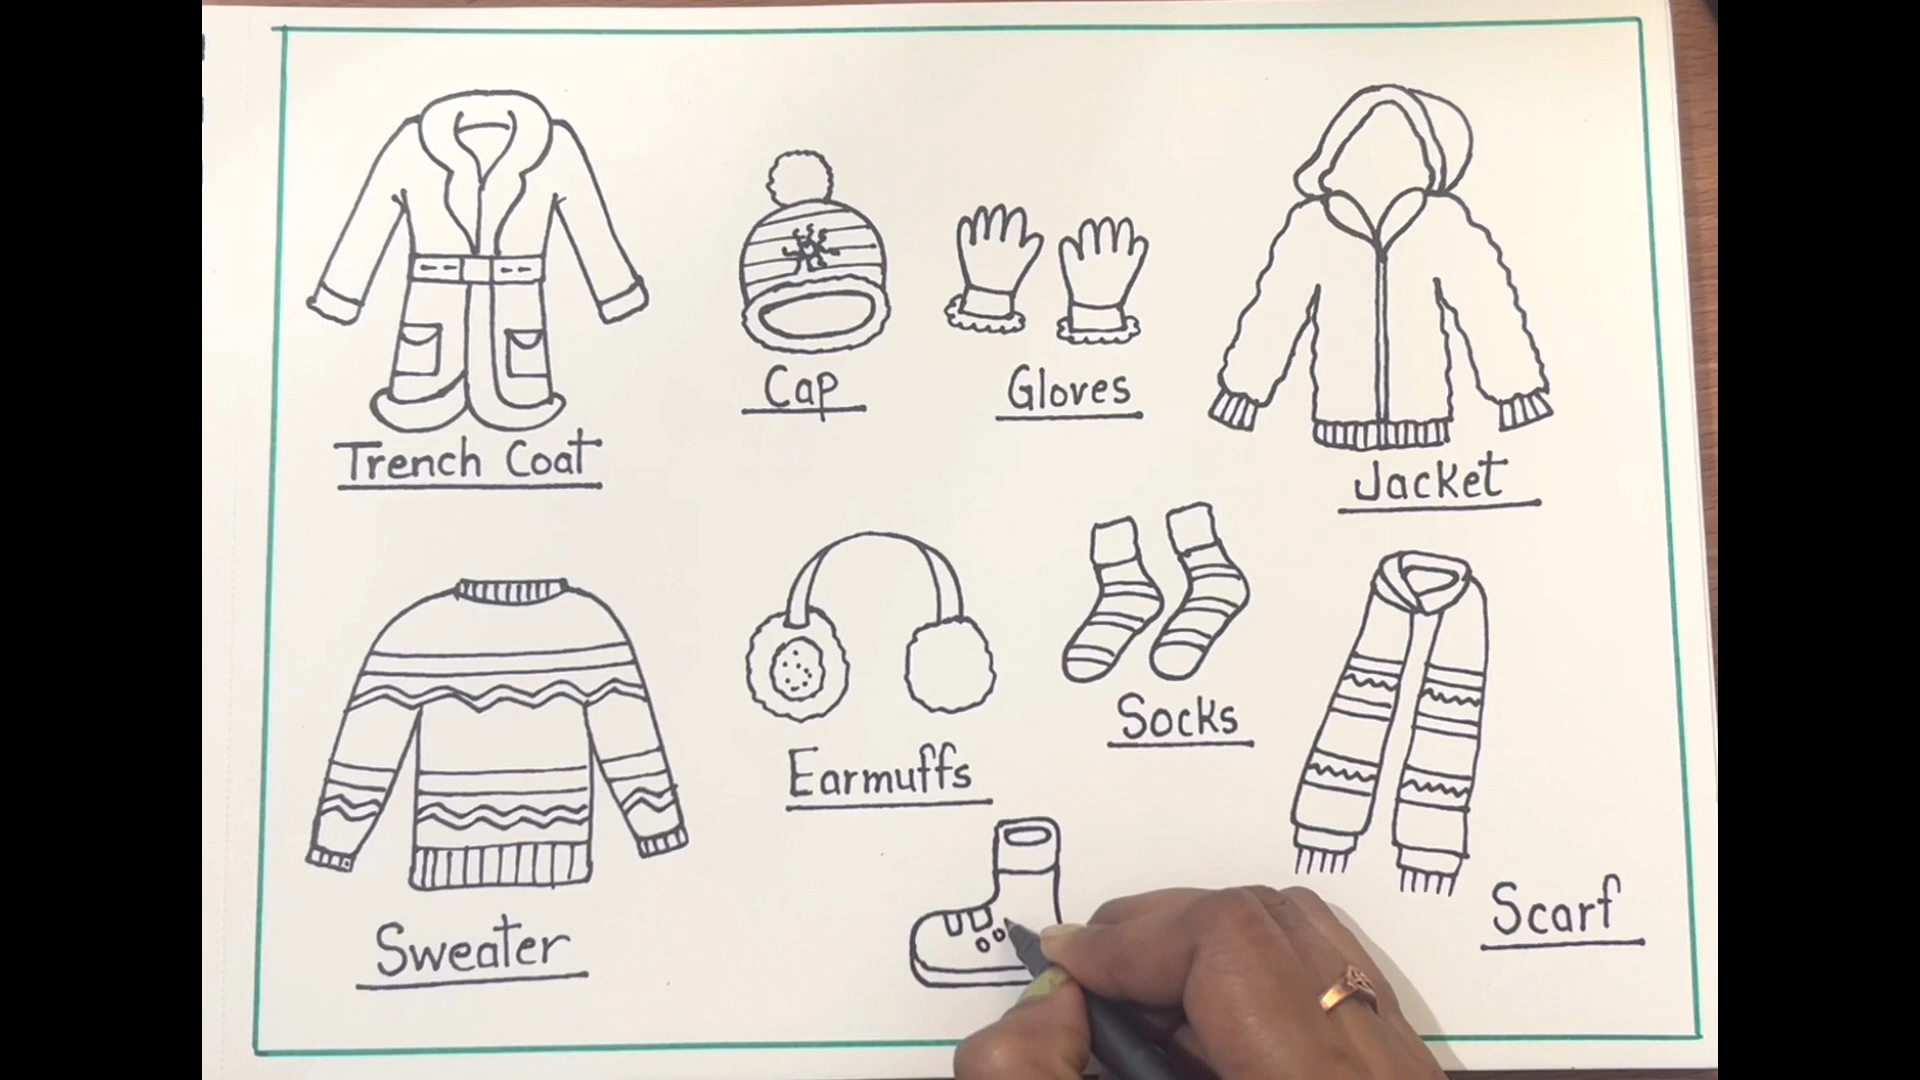 Trench Coat
Cap
Gloves
Jacket
Sweater
Earmuffs
Socks
Scarf